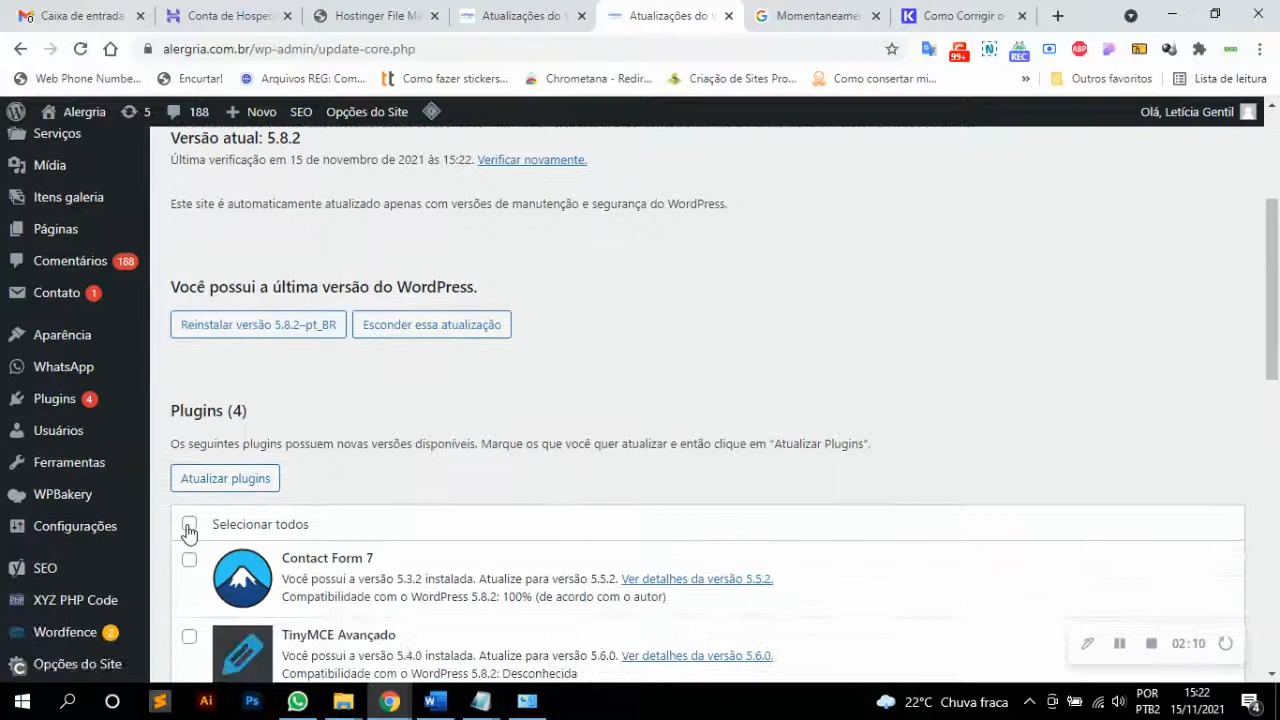 Caixa de entrada
Conta de Hosper
Hostinger File M
Atualizações do
Atualizações do
Momentaneame
Como Corrigir o
alergria.com.br/wp-admin/update-core.php
99+
REC
ABP
Web Phone Numbe...
Encurtar!
Arquivos REG: Com...
Como fazer stickers...
Chrometana - Redir...
Criação de Sites Pro...
Como consertar mi...
»
Outros favoritos
Lista de leitura
Alergria
5
188
Novo
SEO
Opções do Site
Olá, Letícia Gentil
Serviços
Mídia
Itens galeria
Páginas
Comentários 188
Contato 1
Aparência
WhatsApp
Plugins 4
Usuários
Ferramentas
WPBakery
Configurações
SEO
XYZ PHP Code
Wordfence 2
Opções do Site
Versão atual: 5.8.2
Última verificação em 15 de novembro de 2021 às 15:22. Verificar novamente.
Este site é automaticamente atualizado apenas com versões de manutenção e segurança do WordPress.
Você possui a última versão do WordPress.
Reinstalar versão 5.8.2–pt_BR
Esconder essa atualização
Plugins (4)
Os seguintes plugins possuem novas versões disponíveis. Marque os que você quer atualizar e então clique em “Atualizar Plugins”.
Atualizar plugins
Selecionar todos
Contact Form 7
Você possui a versão 5.3.2 instalada. Atualize para versão 5.5.2. Ver detalhes da versão 5.5.2.
Compatibilidade com o WordPress 5.8.2: 100% (de acordo com o autor)
TinyMCE Avançado
Você possui a versão 5.4.0 instalada. Atualize para versão 5.6.0. Ver detalhes da versão 5.6.0.
Compatibilidade com o WordPress 5.8.2: Desconhecida
02:10
Ai
Ps
22°C Chuva fraca
POR
PTB2
15:22
15/11/2021
4